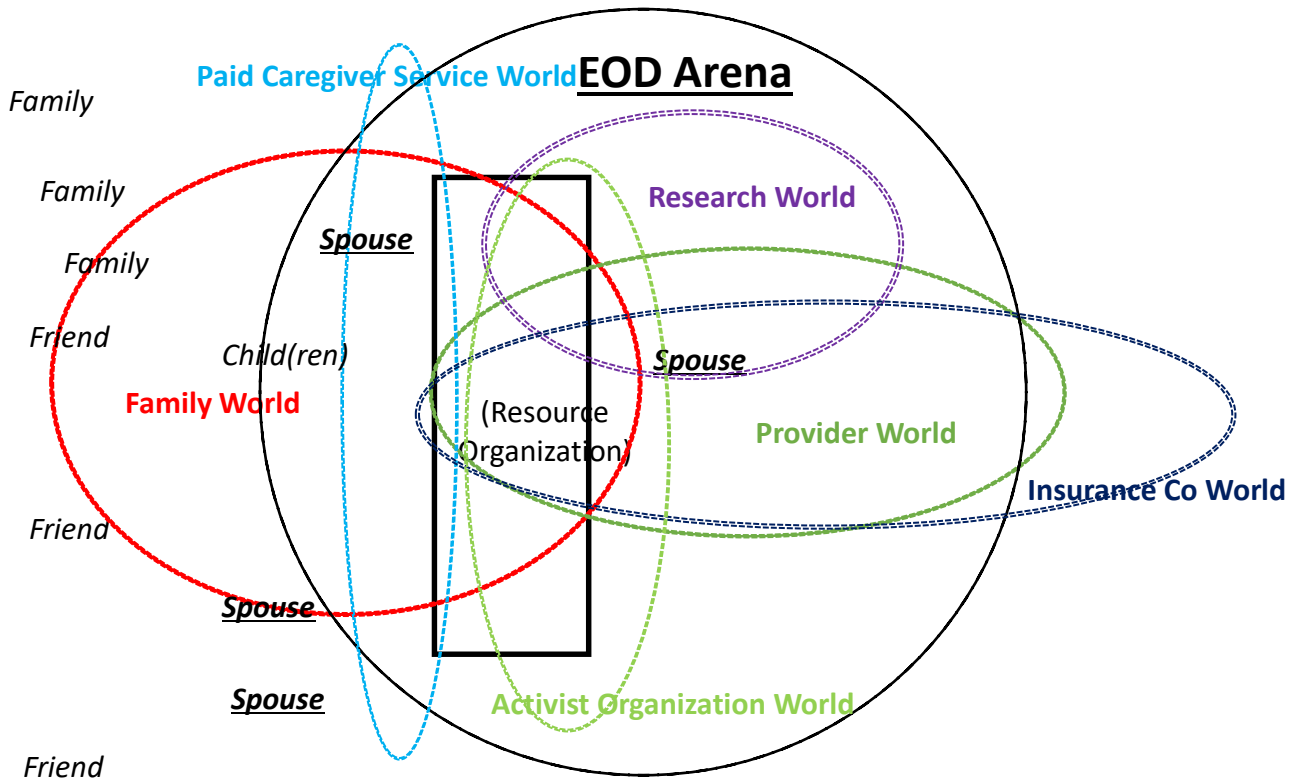 Paid Caregiver Service World
EOD Arena
Family
Family
Research World
Spouse
Family
Friend
Child(ren)
Spouse
Family World
(Resource
Organization)
Provider World
Insurance Co World
Friend
Spouse
Spouse
Activist Organization World
Friend